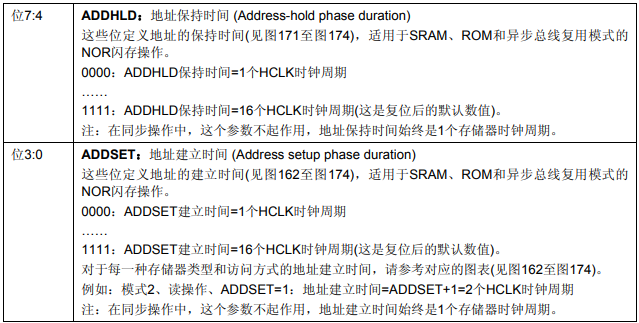 位7:4
ADDHLD：地址保持时间 (Address-hold phase duration)
这些位定义地址的保持时间(见图171至图174)，适用于SRAM、ROM和异步总线复用模式的
NOR闪存操作。
0000：ADDHLD保持时间=1个HCLK时钟周期
……
1111：ADDHLD保持时间=16个HCLK时钟周期(这是复位后的默认数值)。
注：在同步操作中，这个参数不起作用，地址保持时间始终是1个存储器时钟周期。
位3:0
ADDSET：地址建立时间 (Address setup phase duration)
这些位定义地址的建立时间(见图162至图174)，适用于SRAM、ROM和异步总线复用模式的
NOR闪存操作。
0000：ADDSET建立时间=1个HCLK时钟周期
……
1111：ADDSET建立时间=16个HCLK时钟周期(这是复位后的默认数值)。
对于每一种存储器类型和访问方式的地址建立时间，请参考对应的图表(见图162至图174)。
例如：模式2、读操作、ADDSET=1：地址建立时间=ADDSET+1=2个HCLK时钟周期
注：在同步操作中，这个参数不起作用，地址建立时间始终是1个存储器时钟周期。